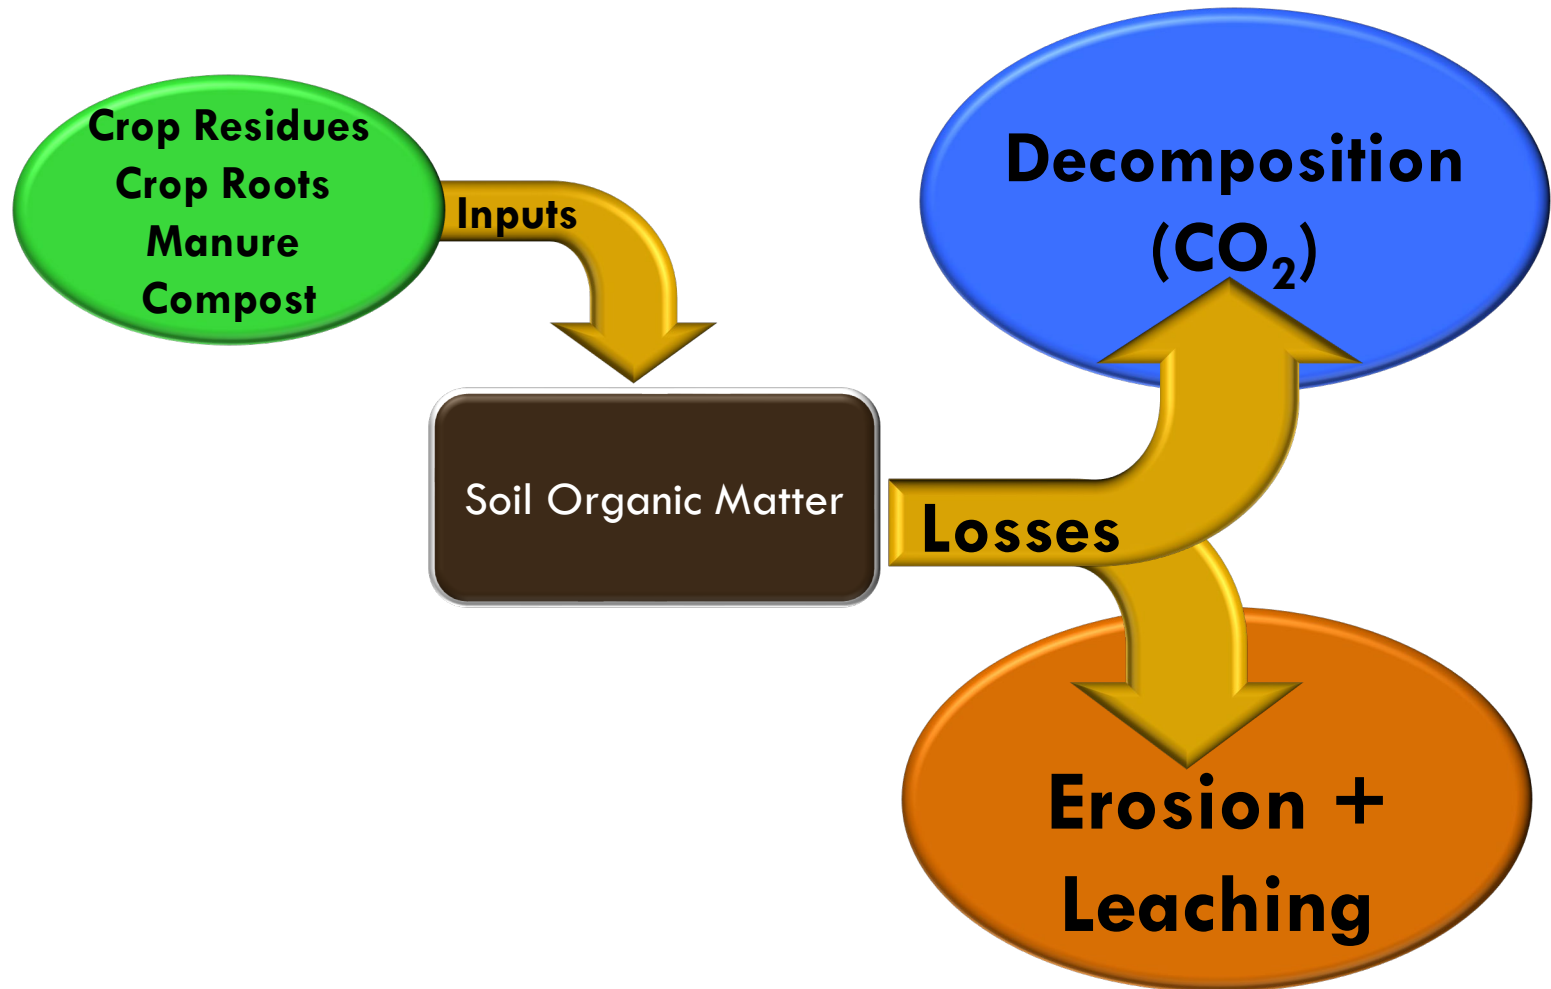 Crop Residues
Crop Roots
Manure
Compost
Inputs
Soil Organic Matter
Losses
Decomposition
(CO₂)
Erosion +
Leaching